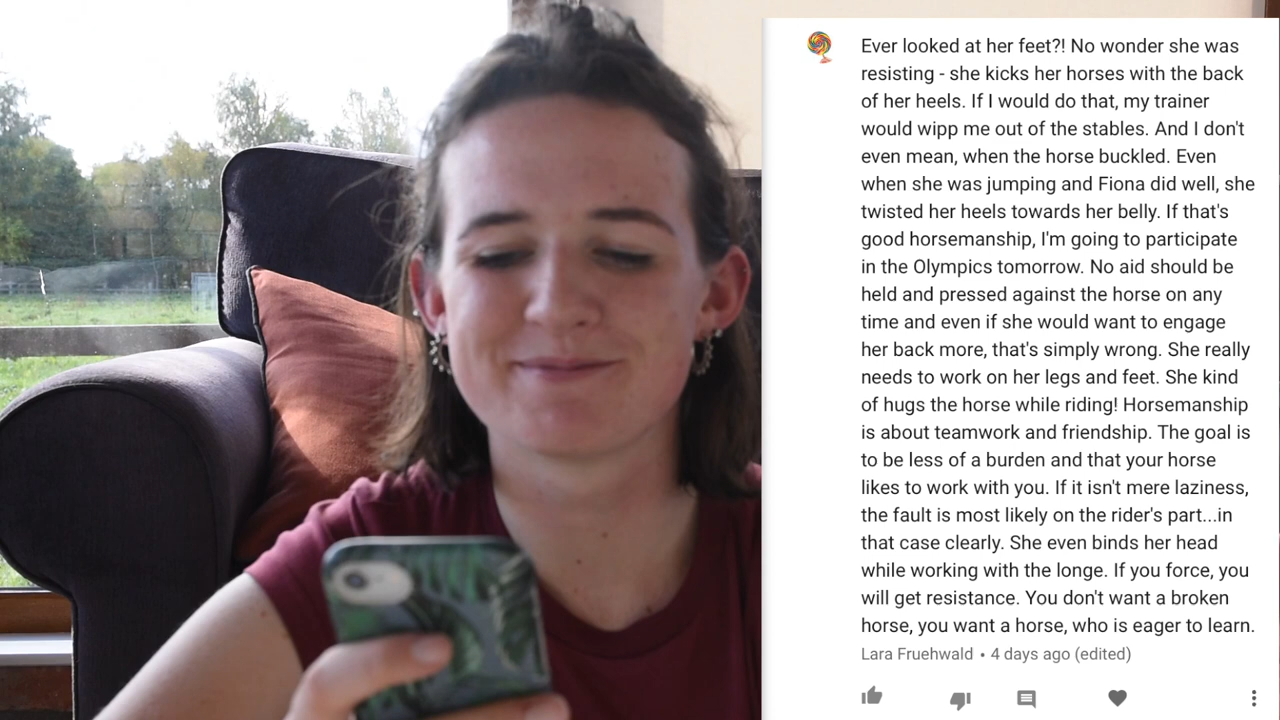 Ever looked at her feet?! No wonder she was
resisting - she kicks her horses with the back
of her heels. If I would do that, my trainer
would wipp me out of the stables. And I don't
even mean, when the horse buckled. Even
when she was jumping and Fiona did well, she
twisted her heels towards her belly. If that's
good horsemanship, I'm going to participate
in the Olympics tomorrow. No aid should be
held and pressed against the horse on any
time and even if she would want to engage
her back more, that's simply wrong. She really
needs to work on her legs and feet. She kind
of hugs the horse while riding! Horsemanship
is about teamwork and friendship. The goal is
to be less of a burden and that your horse
likes to work with you. If it isn't mere laziness,
the fault is most likely on the rider's part...in
that case clearly. She even binds her head
while working with the longe. If you force, you
will get resistance. You don't want a broken
horse, you want a horse, who is eager to learn.
Lara Fruehwald • 4 days ago (edited)